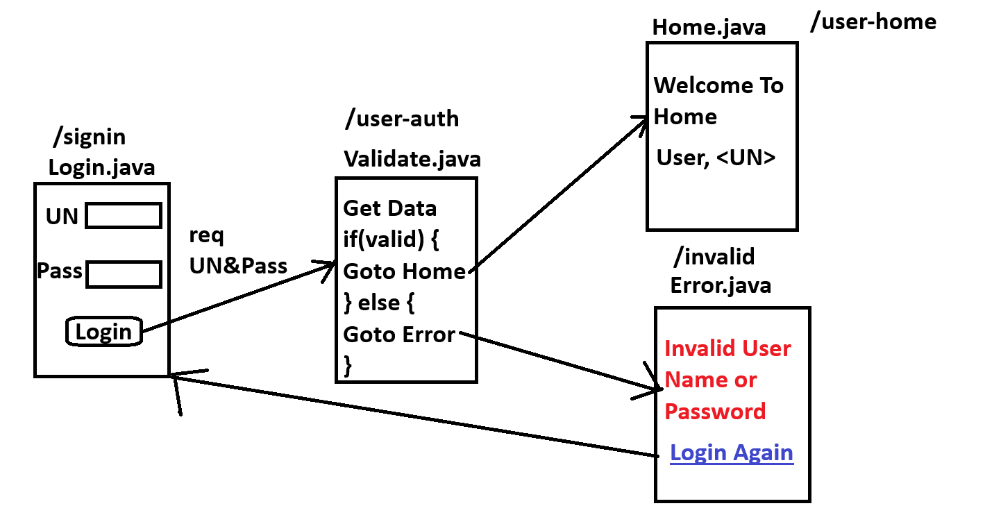 /signin
Login.java
UN
Pass
Login
req
UN&Pass
/user-auth
Validate.java
Get Data
if(valid) {
Goto Home
} else {
Goto Error
}
Home.java
/user-home
Welcome To
Home
User, <UN>
/invalid
Error.java
Invalid User
Name or
Password
Login Again